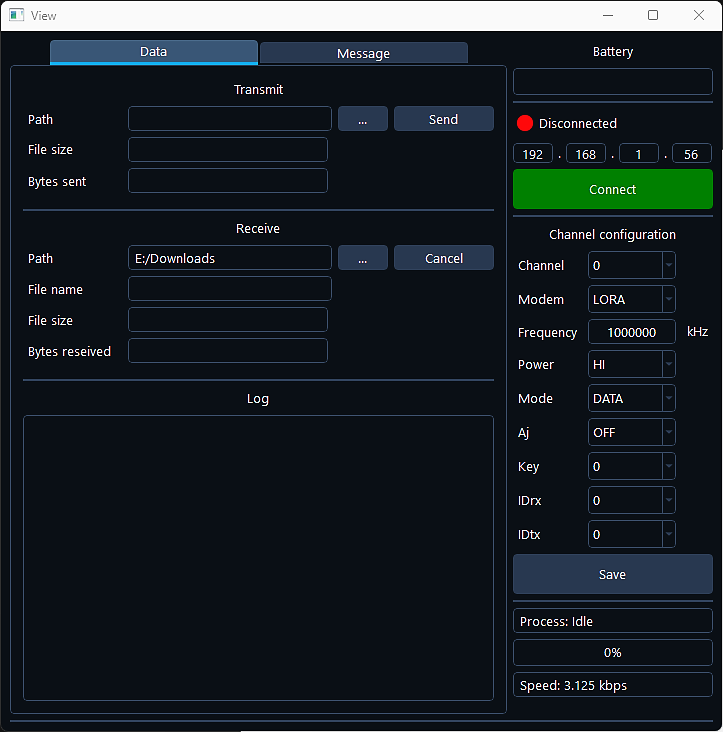 View
Data
Message
Transmit
Path
...
Send
File size
Bytes sent
Receive
Path
E:/Downloads
...
Cancel
File name
File size
Bytes reseived
Log
Battery
Disconnected
192 . 168 . 1 . 56
Connect
Channel configuration
Channel 0
Modem LORA
Frequency 1000000 kHz
Power HI
Mode DATA
Aj OFF
Key 0
IDrx 0
IDtx 0
Save
Process: Idle
0%
Speed: 3.125 kbps